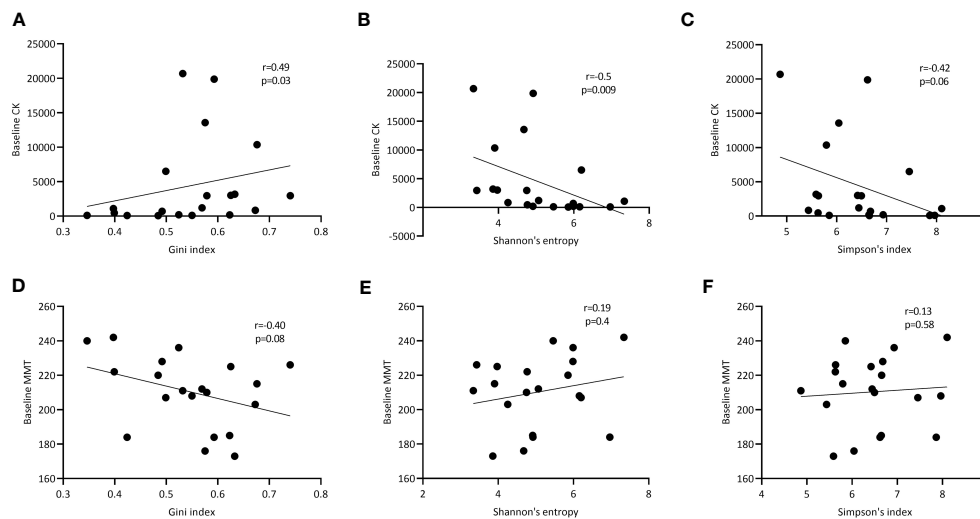 A
B
C
Baseline CK
25000
20000
15000
10000
5000
0
0.3
0.4
0.5
0.6
0.7
0.8
Gini index
r=0.49
p=0.03
Baseline CK
25000
20000
15000
10000
5000
0
-5000
4
6
8
Shannon's entropy
r=-0.5
p=0.009
Baseline CK
25000
20000
15000
10000
5000
0
5
6
7
8
Simpson's index
r=-0.42
p=0.06
D
E
F
Baseline MMT
260
240
220
200
180
160
0.3
0.4
0.5
0.6
0.7
0.8
Gini index
r=-0.40
p=0.08
Baseline MMT
260
240
220
200
180
160
2
4
6
8
Shannon's entropy
r=0.19
p=0.4
Baseline MMT
260
240
220
200
180
160
4
5
6
7
8
Simpson's index
r=0.13
p=0.58